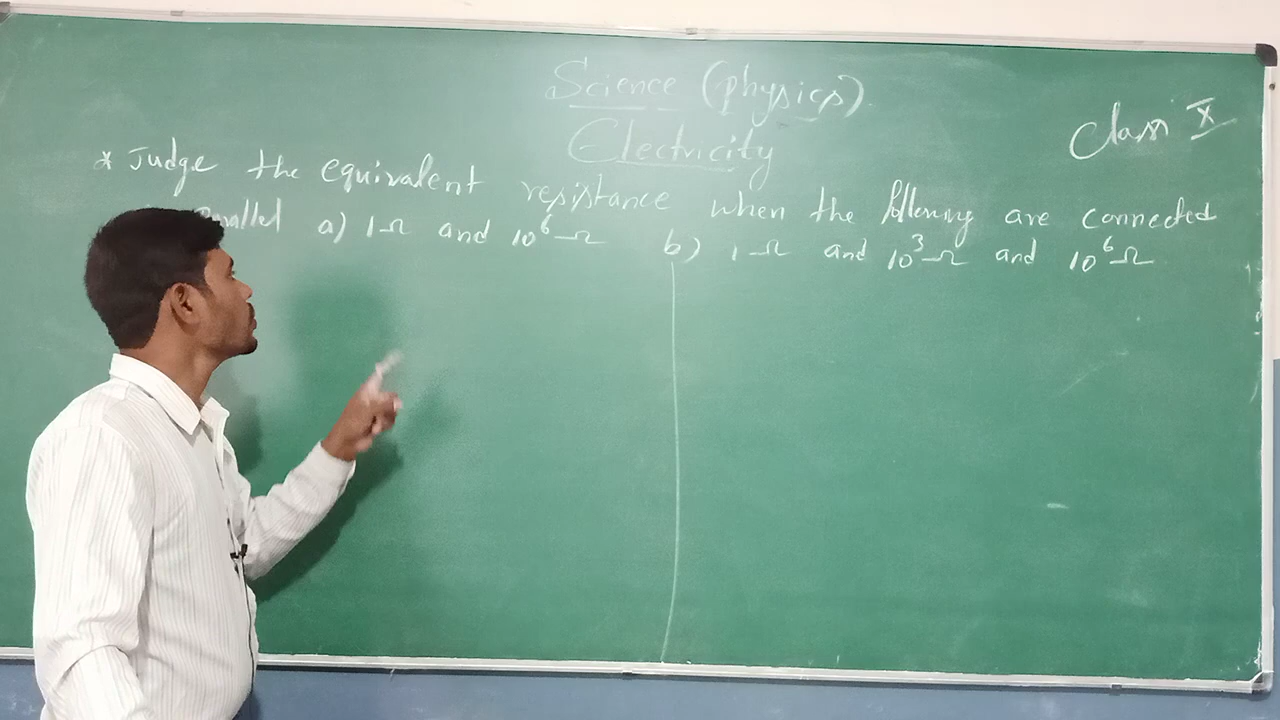 Science (physics)
Electricity
Class X
* Judge the equivalent resistance when the following are connected
Parallel a) 1Ω and 10⁶Ω b) 1Ω and 10³Ω and 10⁶Ω